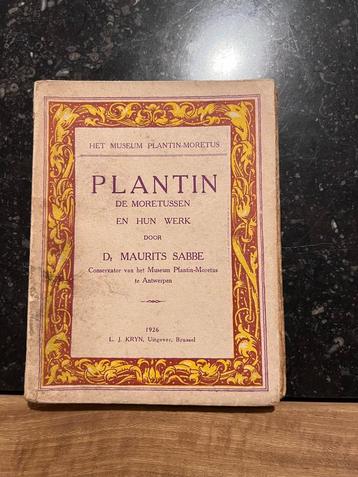 HET MUSEUM PLANTIN-MORETUS
PLANTIN
DE MORETUSSEN
EN HUN WERK
DOOR
Dr MAURITS SABBE
Conservator van het Museum Plantin-Moretus
te Antwerpen
1926
L. J. KRYN, Uitgever, Brussel